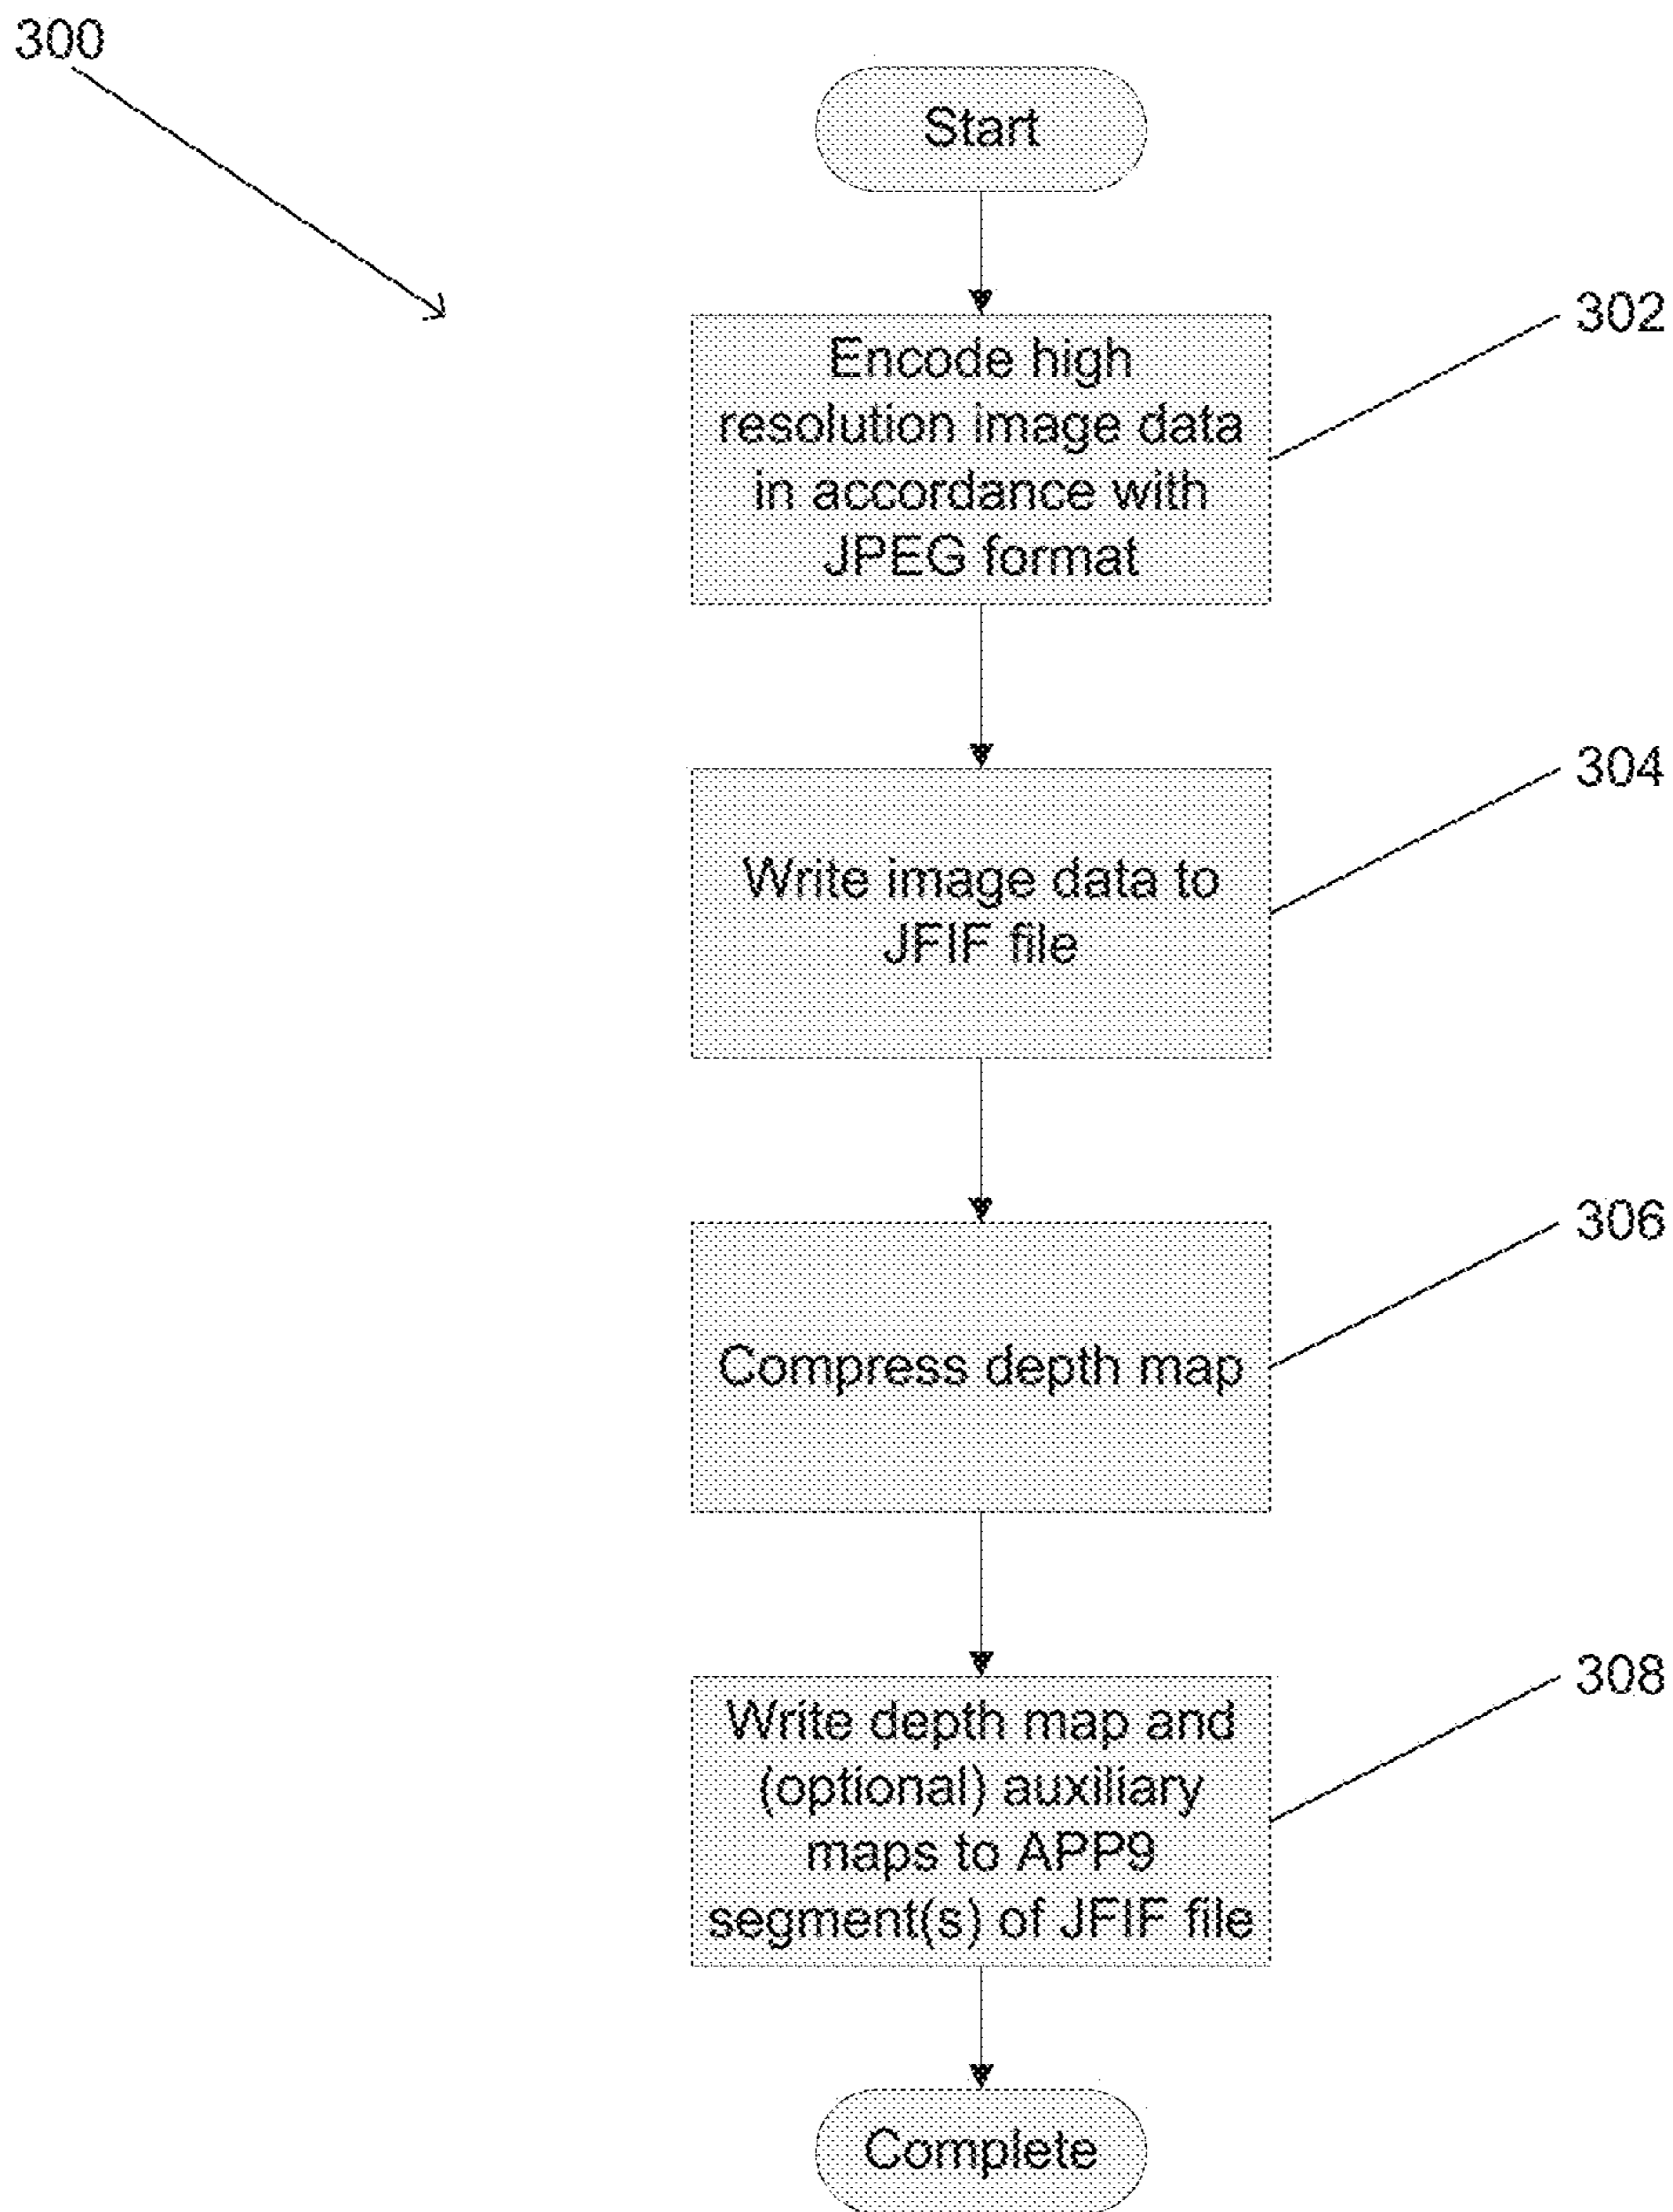 300
Start
302
Encode high
resolution image data
in accordance with
JPEG format
304
Write image data to
JFIF file
306
Compress depth map
308
Write depth map and
(optional) auxiliary
maps to APP9
segment(s) of JFIF file
Complete